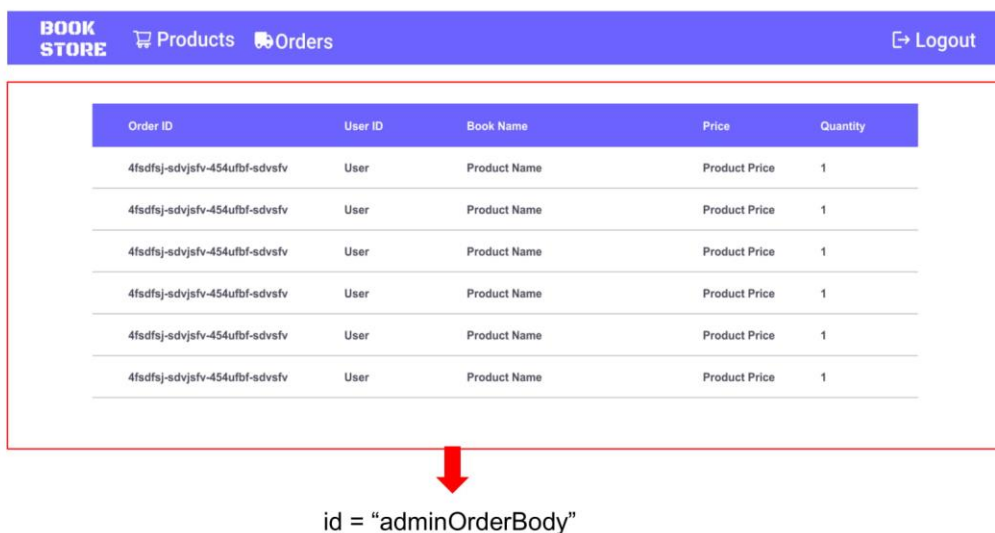 BOOK
STORE
Products Orders Logout
Order ID User ID Book Name Price Quantity
4fsdfsj-sdvjsfv-454ufbf-sdvsfv User Product Name Product Price 1
4fsdfsj-sdvjsfv-454ufbf-sdvsfv User Product Name Product Price 1
4fsdfsj-sdvjsfv-454ufbf-sdvsfv User Product Name Product Price 1
4fsdfsj-sdvjsfv-454ufbf-sdvsfv User Product Name Product Price 1
4fsdfsj-sdvjsfv-454ufbf-sdvsfv User Product Name Product Price 1
4fsdfsj-sdvjsfv-454ufbf-sdvsfv User Product Name Product Price 1
id = “adminOrderBody”